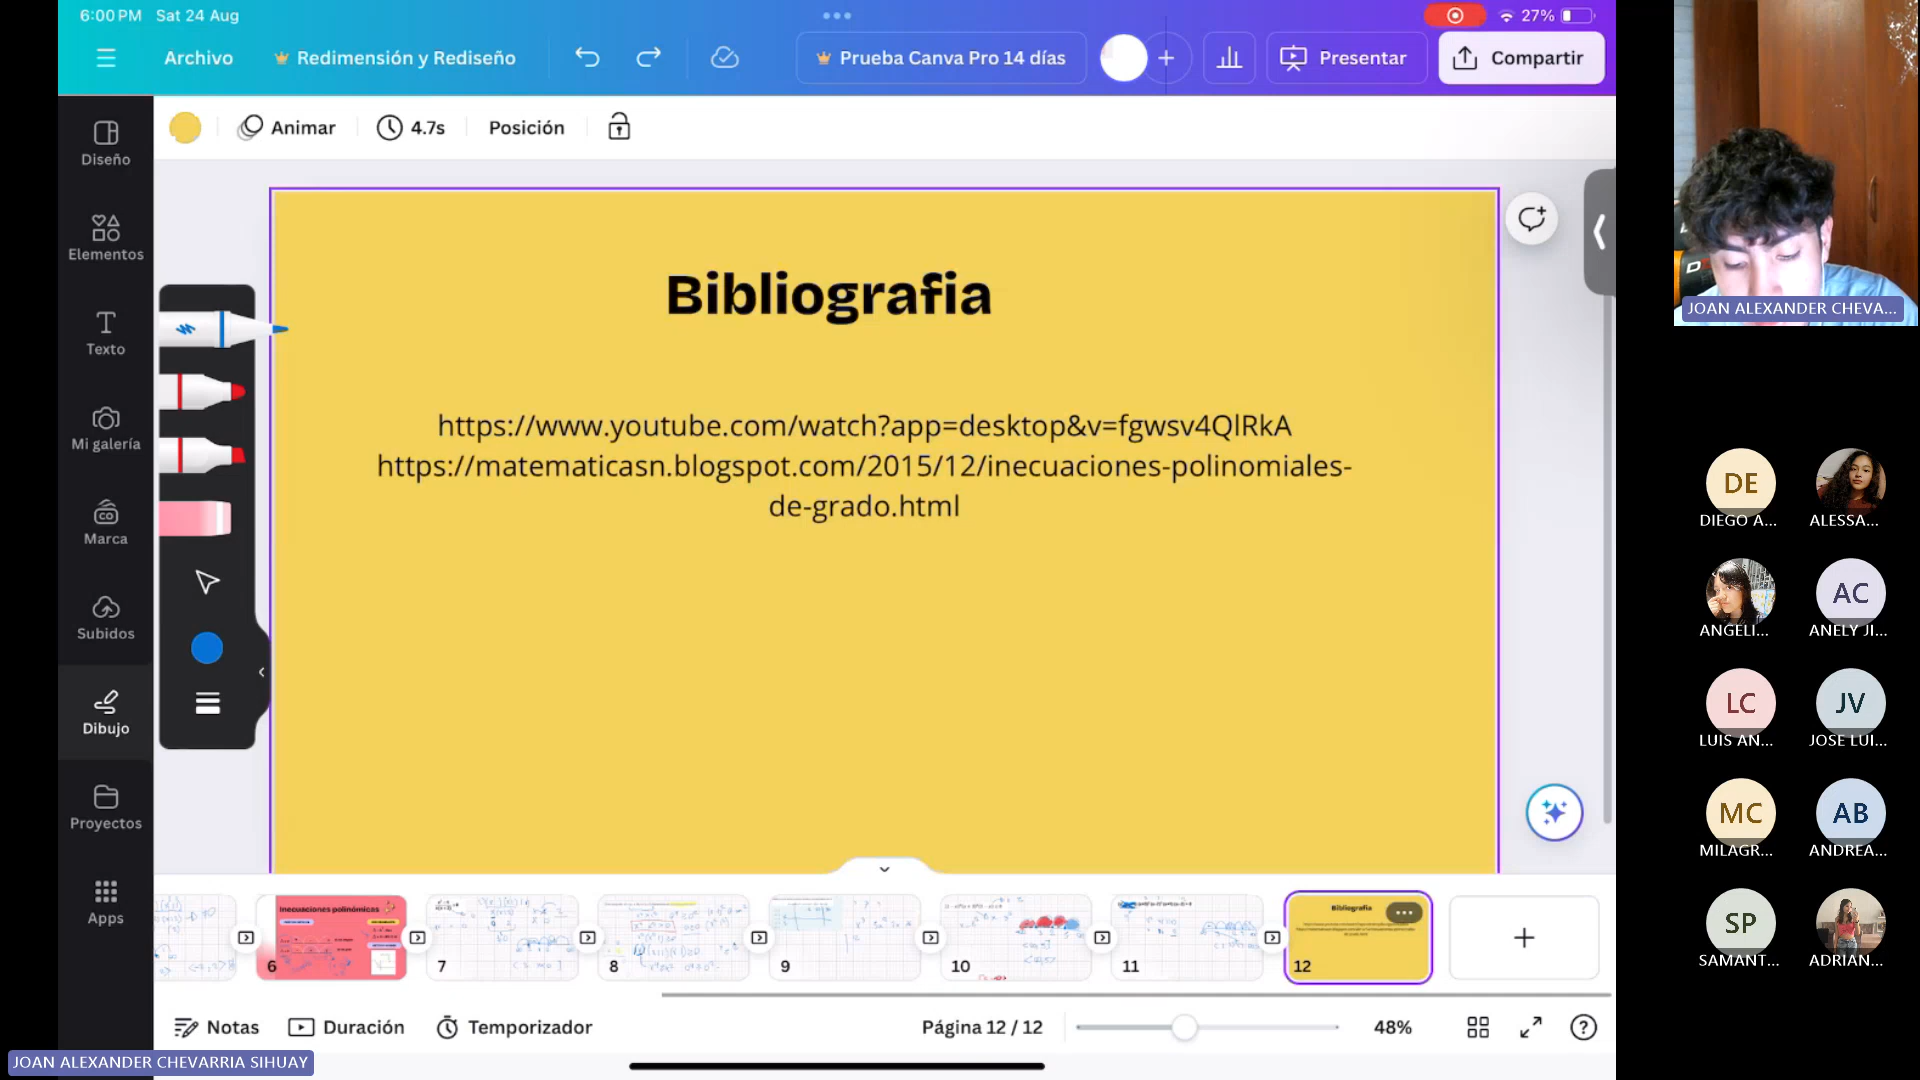 6:00 PM Sat 24 Aug
27%
Archivo
Redimensión y Rediseño
Prueba Canva Pro 14 días
Presentar
Compartir
Animar
4.7s
Posición
Diseño
Elementos
Texto
Mi galería
Marca
Subidos
Dibujo
Proyectos
Apps
Bibliografia
https://www.youtube.com/watch?app=desktop&v=fgwsv4QlRkA
https://matematicasn.blogspot.com/2015/12/inecuaciones-polinomiales-
de-grado.html
6
Inecuaciones polinómicas
7
8
9
10
11
12
Bibliografia
Notas
Duración
Temporizador
Página 12 / 12
48%
JOAN ALEXANDER CHEVARRIA SIHUAY
JOAN ALEXANDER CHEVA...
DE
DIEGO A...
ALESSA...
ANGELI...
AC
ANELY JI...
LC
LUIS AN...
JV
JOSE LUI...
MC
MILAGR...
AB
ANDREA...
SP
SAMANT...
ADRIAN...